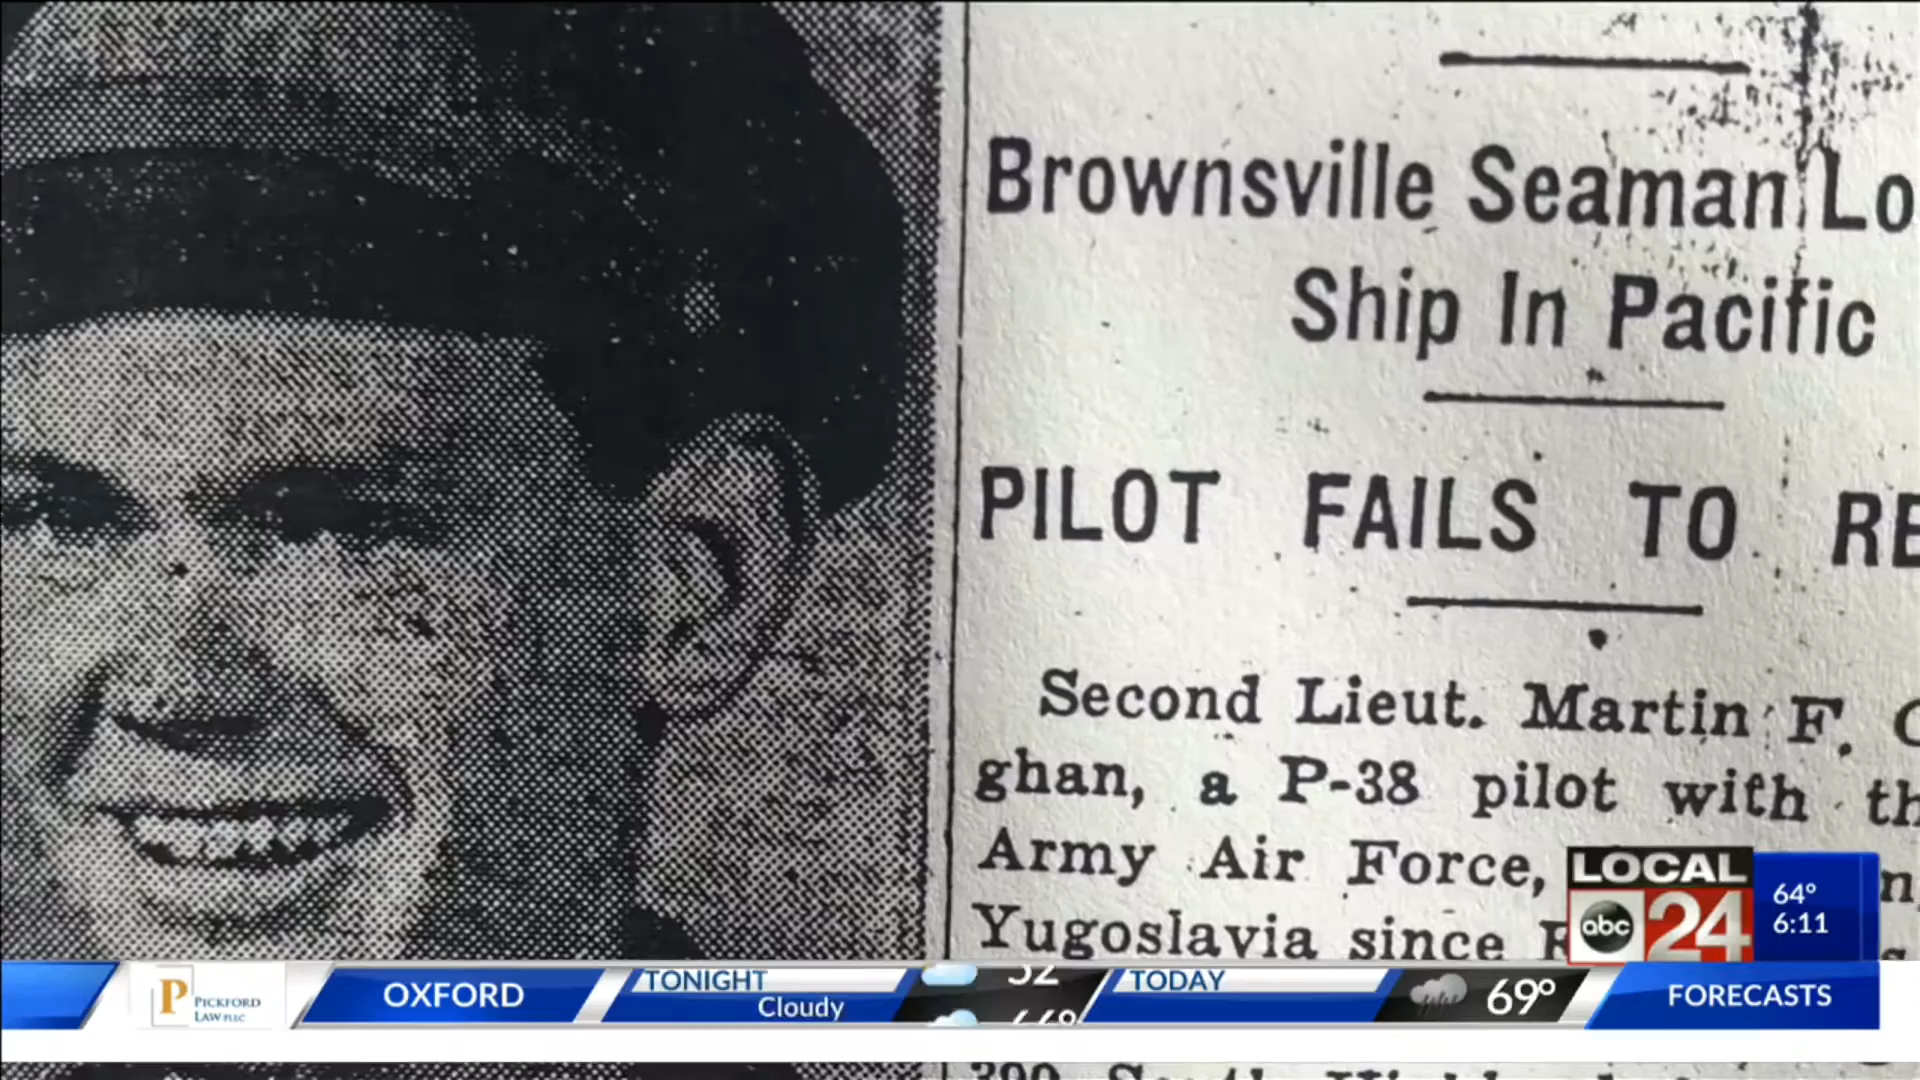 Brownsville Seaman Lo
Ship In Pacific
PILOT FAILS TO RE
Second Lieut. Martin F. C
ghan, a P-38 pilot with th
Army Air Force,
Yugoslavia since
LOCAL
abc 24
64°
6:11
P PICKFORD
LAW PLLC
OXFORD
TONIGHT
Cloudy
TODAY
69°
FORECASTS